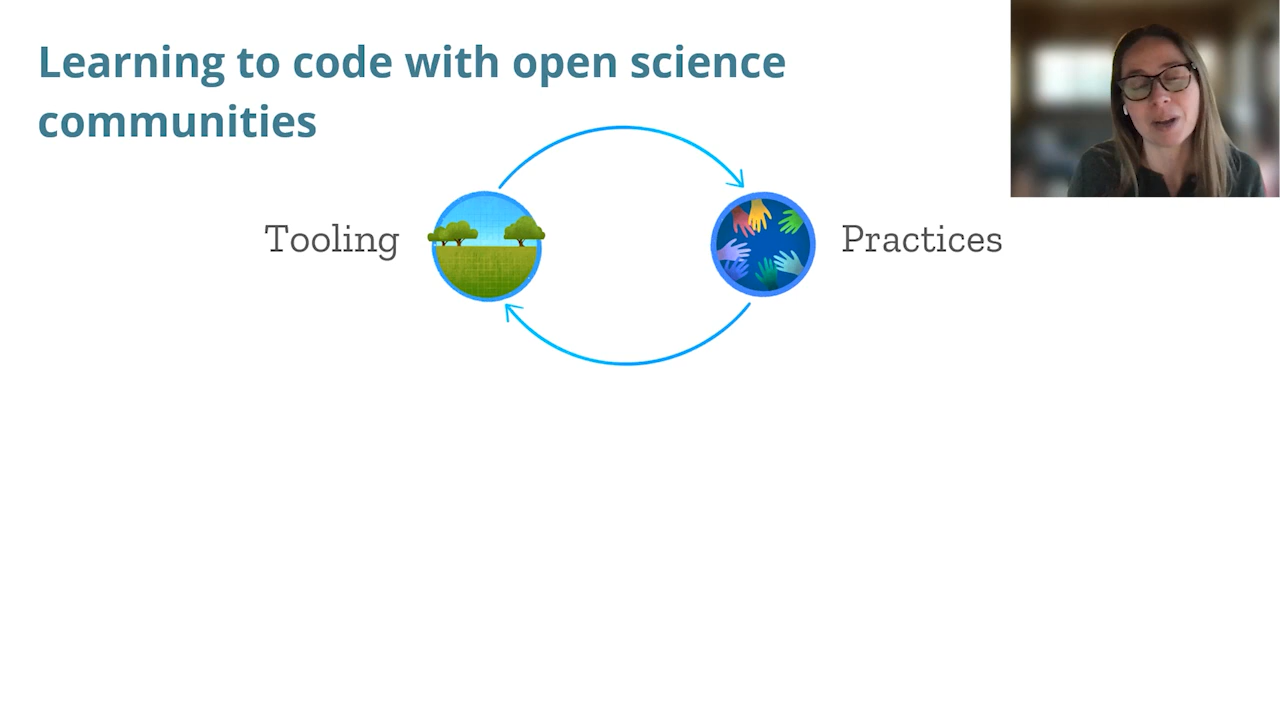 Learning to code with open science
communities
Tooling
Practices